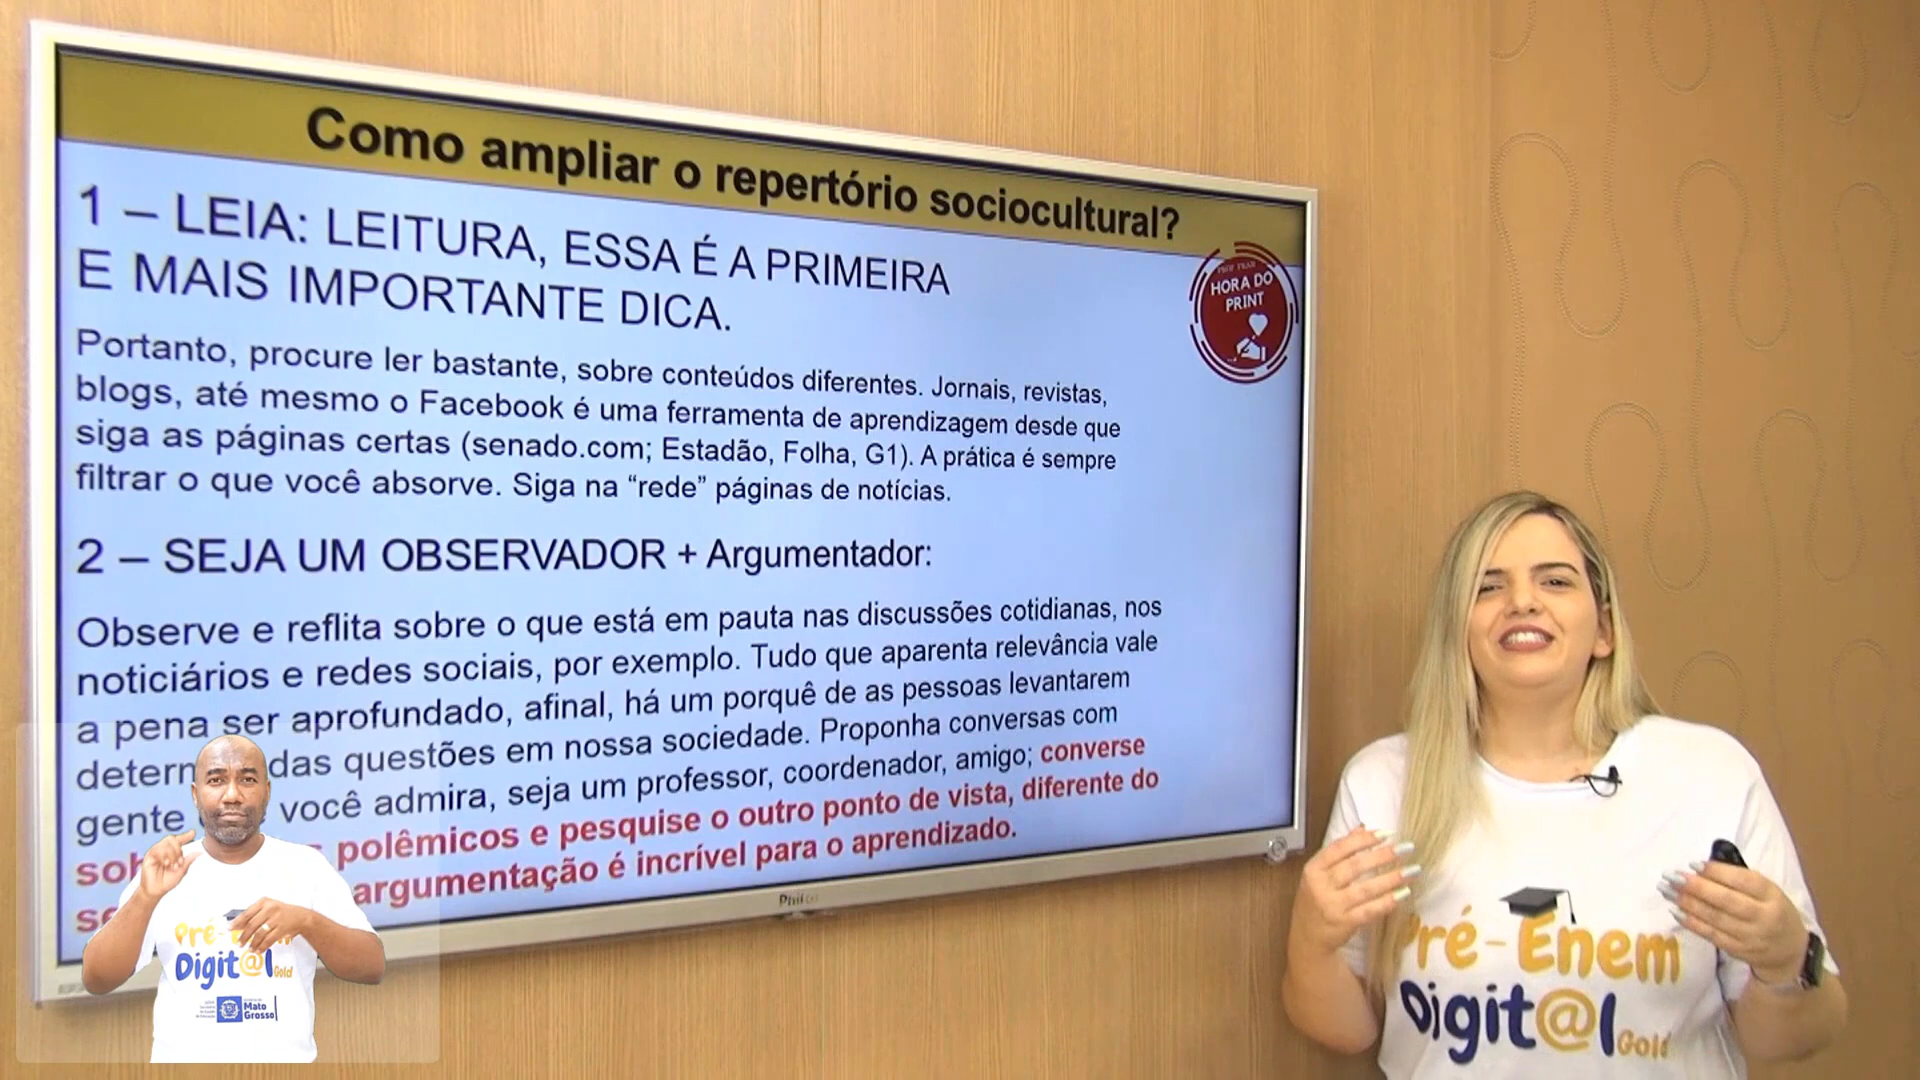 Como ampliar o repertório sociocultural?
1 – LEIA: LEITURA, ESSA É A PRIMEIRA
E MAIS IMPORTANTE DICA.
PROF FRAN
HORA DO
PRINT
Portanto, procure ler bastante, sobre conteúdos diferentes. Jornais, revistas,
blogs, até mesmo o Facebook é uma ferramenta de aprendizagem desde que
siga as páginas certas (senado.com; Estadão, Folha, G1). A prática é sempre
filtrar o que você absorve. Siga na “rede” páginas de notícias.
2 – SEJA UM OBSERVADOR + Argumentador:
Observe e reflita sobre o que está em pauta nas discussões cotidianas, nos
noticiários e redes sociais, por exemplo. Tudo que aparenta relevância vale
a pena ser aprofundado, afinal, há um porquê de as pessoas levantarem
das questões em nossa sociedade. Proponha conversas com
gente você admira, seja um professor, coordenador, amigo; converse
polêmicos e pesquise o outro ponto de vista, diferente do
argumentação é incrível para o aprendizado.
Philco
Pré-Enem
Digit@l Gold
Mato
Grosso
Pré-Enem
Digit@l Gold